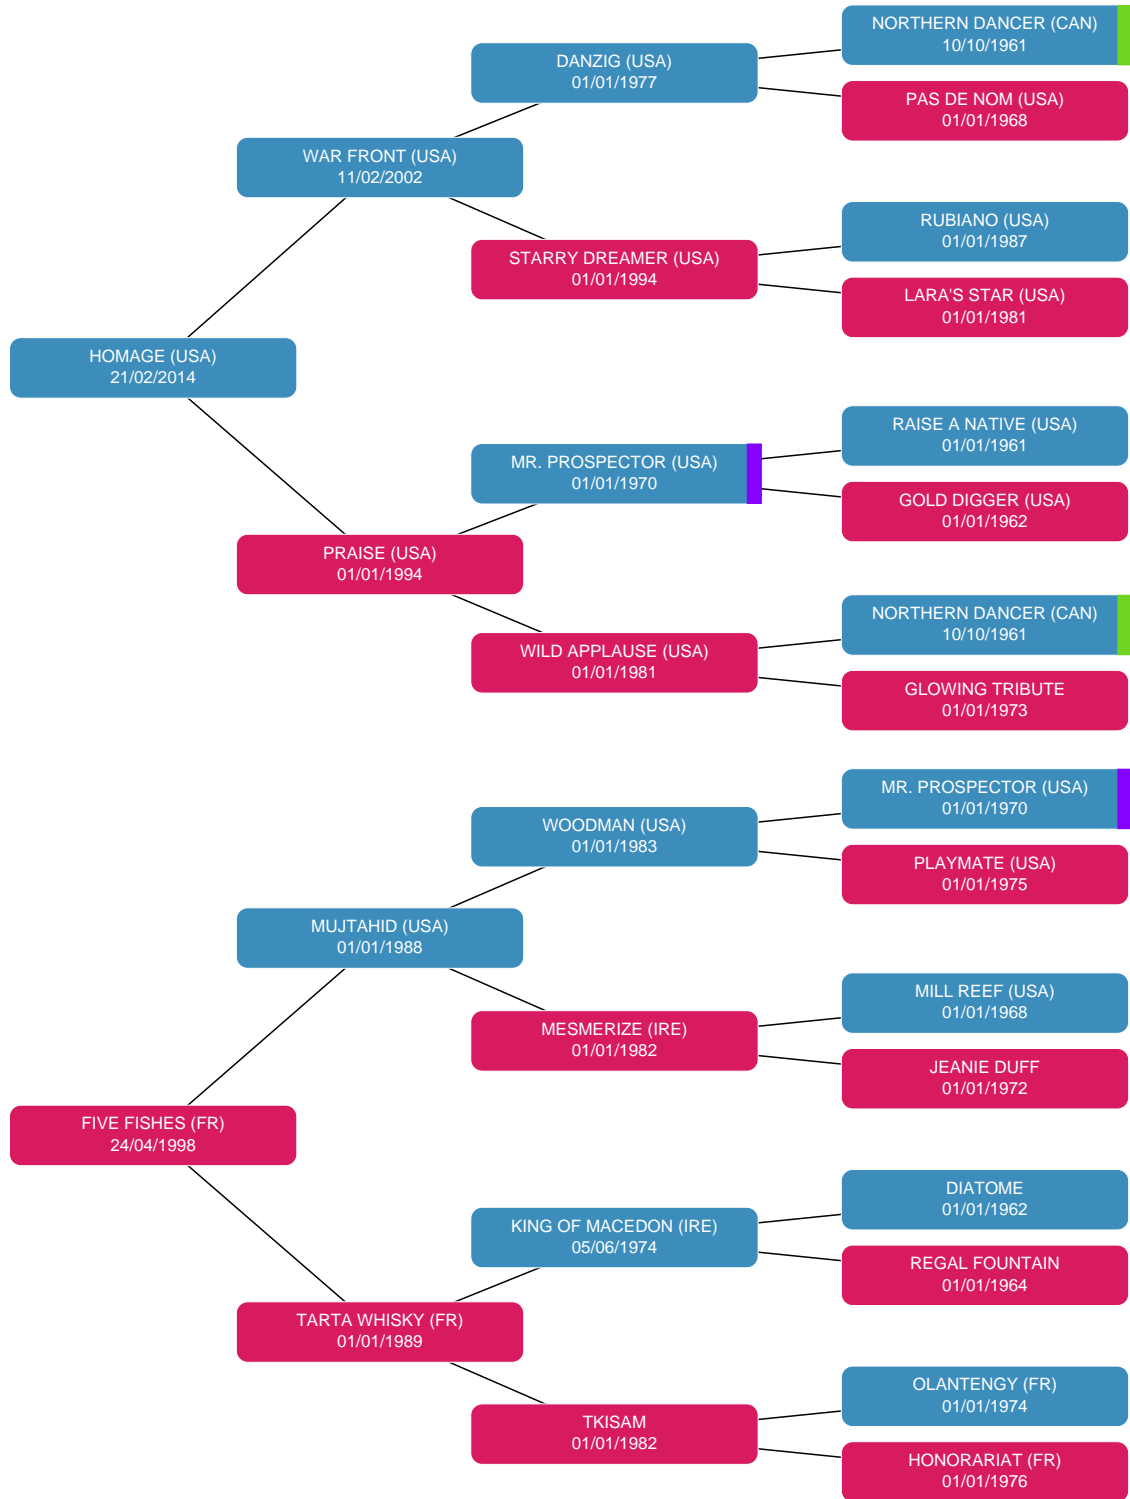 NORTHERN DANCER (CAN)
10/10/1961
DANZIG (USA)
01/01/1977
PAS DE NOM (USA)
01/01/1968
WAR FRONT (USA)
11/02/2002
RUBIANO (USA)
01/01/1987
STARRY DREAMER (USA)
01/01/1994
LARA'S STAR (USA)
01/01/1981
HOMAGE (USA)
21/02/2014
RAISE A NATIVE (USA)
01/01/1961
MR. PROSPECTOR (USA)
01/01/1970
GOLD DIGGER (USA)
01/01/1962
PRAISE (USA)
01/01/1994
NORTHERN DANCER (CAN)
10/10/1961
WILD APPLAUSE (USA)
01/01/1981
GLOWING TRIBUTE
01/01/1973
MR. PROSPECTOR (USA)
01/01/1970
WOODMAN (USA)
01/01/1983
PLAYMATE (USA)
01/01/1975
MUJTAHID (USA)
01/01/1988
MILL REEF (USA)
01/01/1968
MESMERIZE (IRE)
01/01/1982
JEANIE DUFF
01/01/1972
FIVE FISHES (FR)
24/04/1998
DIATOME
01/01/1962
KING OF MACEDON (IRE)
05/06/1974
REGAL FOUNTAIN
01/01/1964
TARTA WHISKY (FR)
01/01/1989
OLANTENGY (FR)
01/01/1974
TKISAM
01/01/1982
HONORARIAT (FR)
01/01/1976